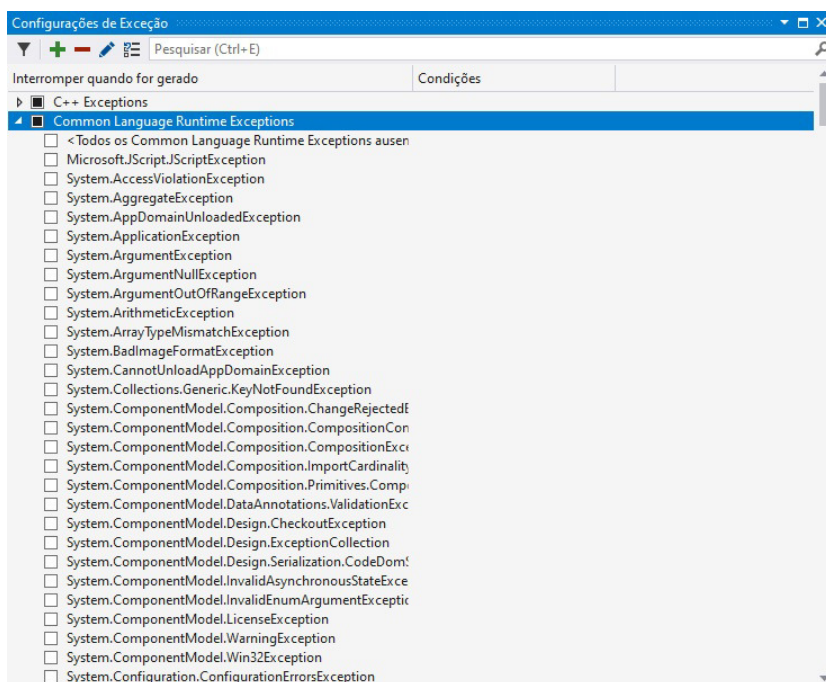 Configurações de Exceção
Pesquisar (Ctrl+E)
Interromper quando for gerado Condições
C++ Exceptions
Common Language Runtime Exceptions
<Todos os Common Language Runtime Exceptions ausen
Microsoft.JScript.JScriptException
System.AccessViolationException
System.AggregateException
System.AppDomainUnloadedException
System.ApplicationException
System.ArgumentException
System.ArgumentNullException
System.ArgumentOutOfRangeException
System.ArithmeticException
System.ArrayTypeMismatchException
System.BadImageFormatException
System.CannotUnloadAppDomainException
System.Collections.Generic.KeyNotFoundException
System.ComponentModel.Composition.ChangeRejectedE
System.ComponentModel.Composition.CompositionCon
System.ComponentModel.Composition.CompositionExce
System.ComponentModel.Composition.ImportCardinality
System.ComponentModel.Composition.Primitives.Compo
System.ComponentModel.DataAnnotations.ValidationExc
System.ComponentModel.Design.CheckoutException
System.ComponentModel.Design.ExceptionCollection
System.ComponentModel.Design.Serialization.CodeDomS
System.ComponentModel.InvalidAsynchronousStateExce
System.ComponentModel.InvalidEnumArgumentExceptio
System.ComponentModel.LicenseException
System.ComponentModel.WarningException
System.ComponentModel.Win32Exception
System.Configuration.ConfigurationErrorsException